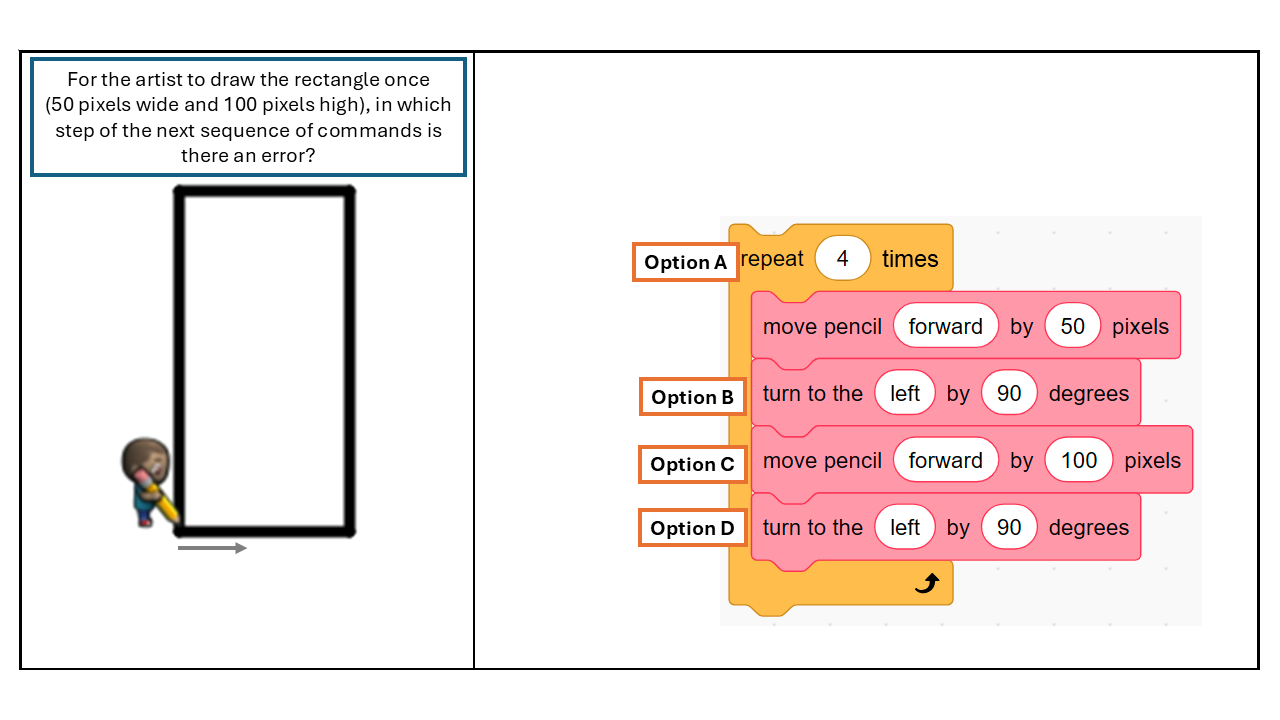 For the artist to draw the rectangle once
(50 pixels wide and 100 pixels high), in which
step of the next sequence of commands is
there an error?
Option A repeat 4 times
move pencil forward by 50 pixels
Option B turn to the left by 90 degrees
Option C move pencil forward by 100 pixels
Option D turn to the left by 90 degrees